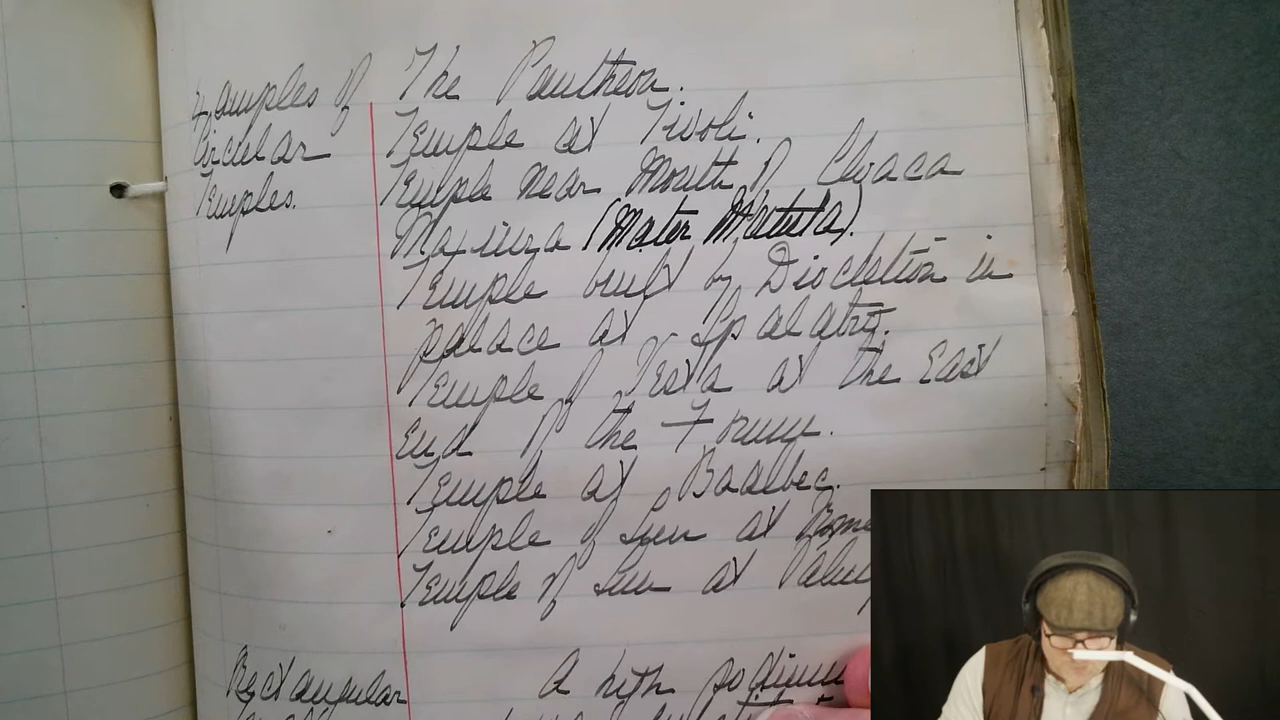 Examples of
Circular
Temples.
The Pantheon.
Temple at Tivoli.
Temple near Mouth of Cloaca
Maxima (Mater Matuta).
Temple built by Diocletion in
palace at Spalatro.
Temple of Vesta at the East
End of the Forum.
Temple at Baalbec.
Temple of Sun at Rome
Temple of Sun at
Rectangular
A high podium